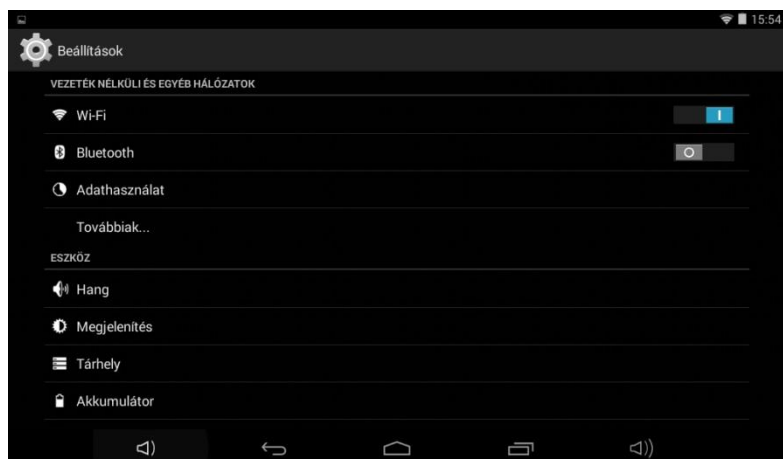 15:54
Beállítások
VEZETÉK NÉLKÜLI ÉS EGYÉB HÁLÓZATOK
Wi-Fi
Bluetooth
Adathasználat
Továbbiak...
ESZKÖZ
Hang
Megjelenítés
Tárhely
Akkumulátor